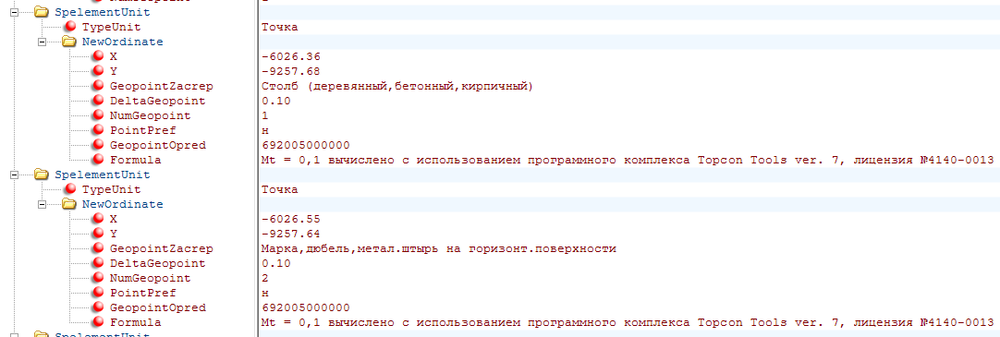 SpelementUnit
TypeUnit Точка
NewOrdinate
X -6026.36
Y -9257.68
GeopointZacrep Столб (деревянный,бетонный,кирпичный)
DeltaGeopoint 0.10
NumGeopoint 1
PointPref н
GeopointOpred 692005000000
Formula Mt = 0,1 вычислено с использованием программного комплекса Topcon Tools ver. 7, лицензия №4140-0013
SpelementUnit
TypeUnit Точка
NewOrdinate
X -6026.55
Y -9257.64
GeopointZacrep Марка,дюбель,метал.штырь на горизонт.поверхности
DeltaGeopoint 0.10
NumGeopoint 2
PointPref н
GeopointOpred 692005000000
Formula Mt = 0,1 вычислено с использованием программного комплекса Topcon Tools ver. 7, лицензия №4140-0013
SpelementUnit